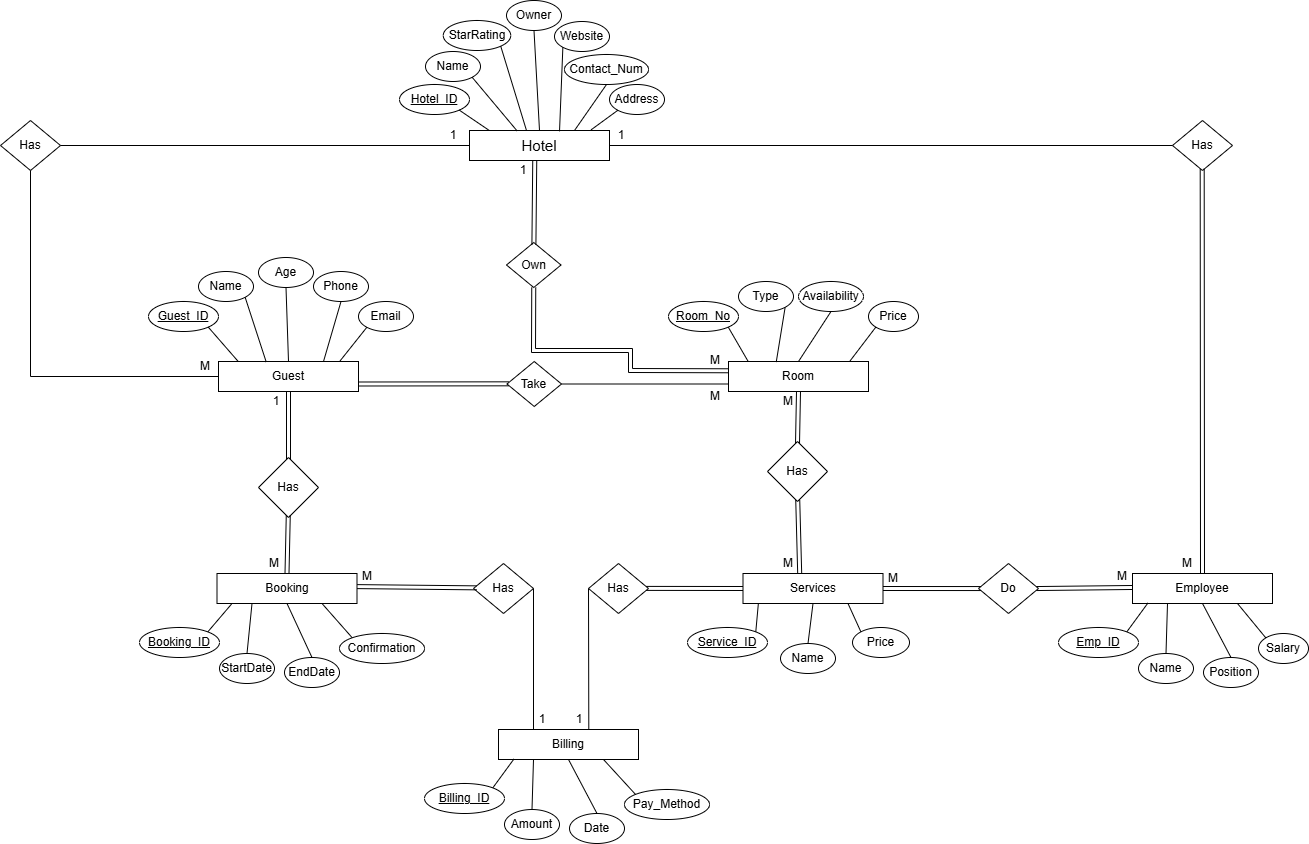 Owner
StarRating
Website
Name
Contact_Num
Hotel_ID
Address
1
1
Has
Hotel
Has
1
Own
Age
Name
Phone
Type
Availability
Guest_ID
Email
Room_No
Price
M
M
Guest
Take
Room
1
M
M
Has
Has
M
M
M
M
M
M
M
Booking
Has
Has
Services
Do
Employee
Booking_ID
Confirmation
StartDate
EndDate
Service_ID
Name
Price
Emp_ID
Name
Position
Salary
1
1
Billing
Billing_ID
Amount
Date
Pay_Method